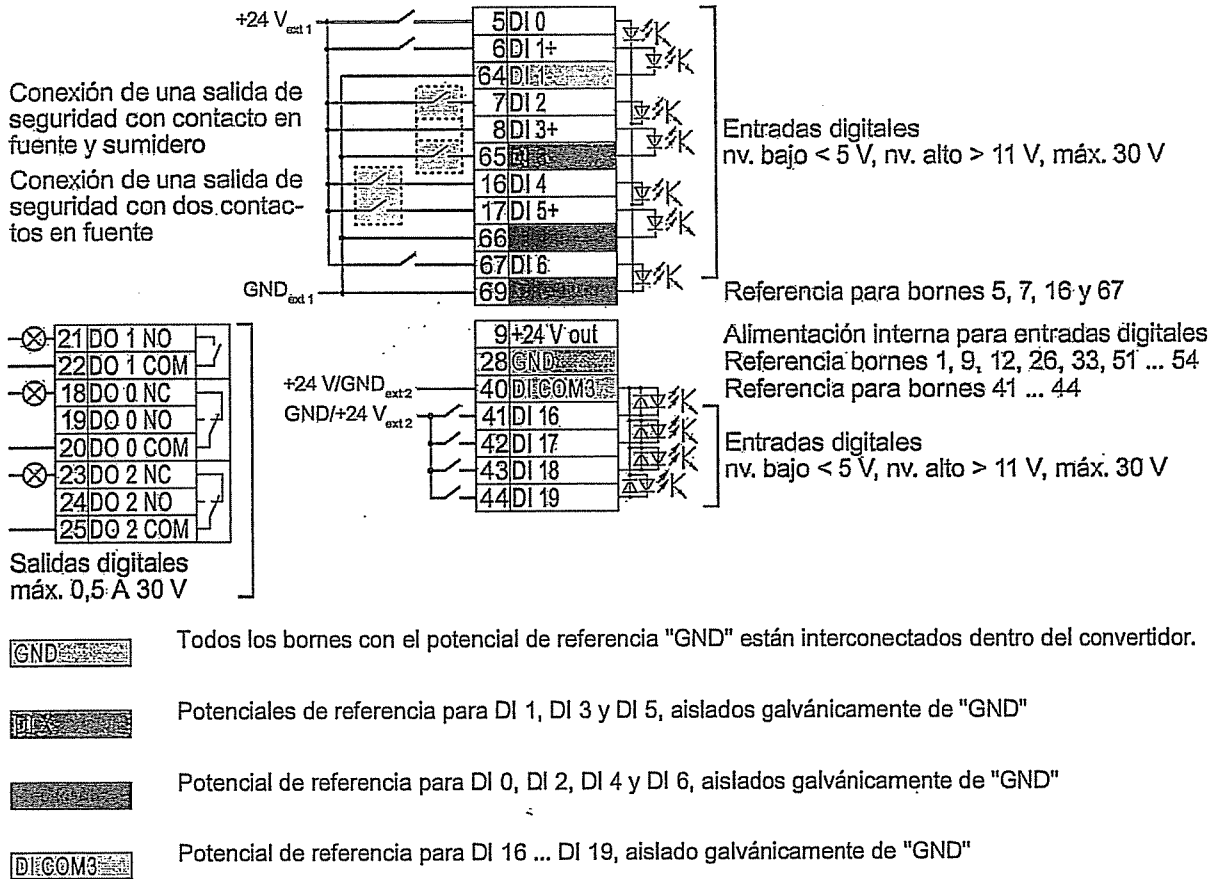 +24 V ext 1
5 DI 0
6 DI 1+
64 DI 1-
7 DI 2
8 DI 3+
65
16 DI 4
17 DI 5+
66
67 DI 6
GND ext 1
69
Conexión de una salida de
seguridad con contacto en
fuente y sumidero
Conexión de una salida de
seguridad con dos contac-
tos en fuente
Entradas digitales
nv. bajo < 5 V, nv. alto > 11 V, máx. 30 V
Referencia para bornes 5, 7, 16 y 67
21 DO 1 NO
22 DO 1 COM
18 DO 0 NC
19 DO 0 NO
20 DO 0 COM
23 DO 2 NC
24 DO 2 NO
25 DO 2 COM
Salidas digitales
máx. 0,5 A 30 V
9 +24 V out
28 GND
+24 V/GND ext 2
40 DI COM3
GND/+24 V ext 2
41 DI 16
42 DI 17
43 DI 18
44 DI 19
Alimentación interna para entradas digitales
Referencia bornes 1, 9, 12, 26, 33, 51 ... 54
Referencia para bornes 41 ... 44
Entradas digitales
nv. bajo < 5 V, nv. alto > 11 V, máx. 30 V
GND
Todos los bornes con el potencial de referencia "GND" están interconectados dentro del convertidor.
Potenciales de referencia para DI 1, DI 3 y DI 5, aislados galvánicamente de "GND"
Potencial de referencia para DI 0, DI 2, DI 4 y DI 6, aislados galvánicamente de "GND"
DI COM3
Potencial de referencia para DI 16 ... DI 19, aislado galvánicamente de "GND"